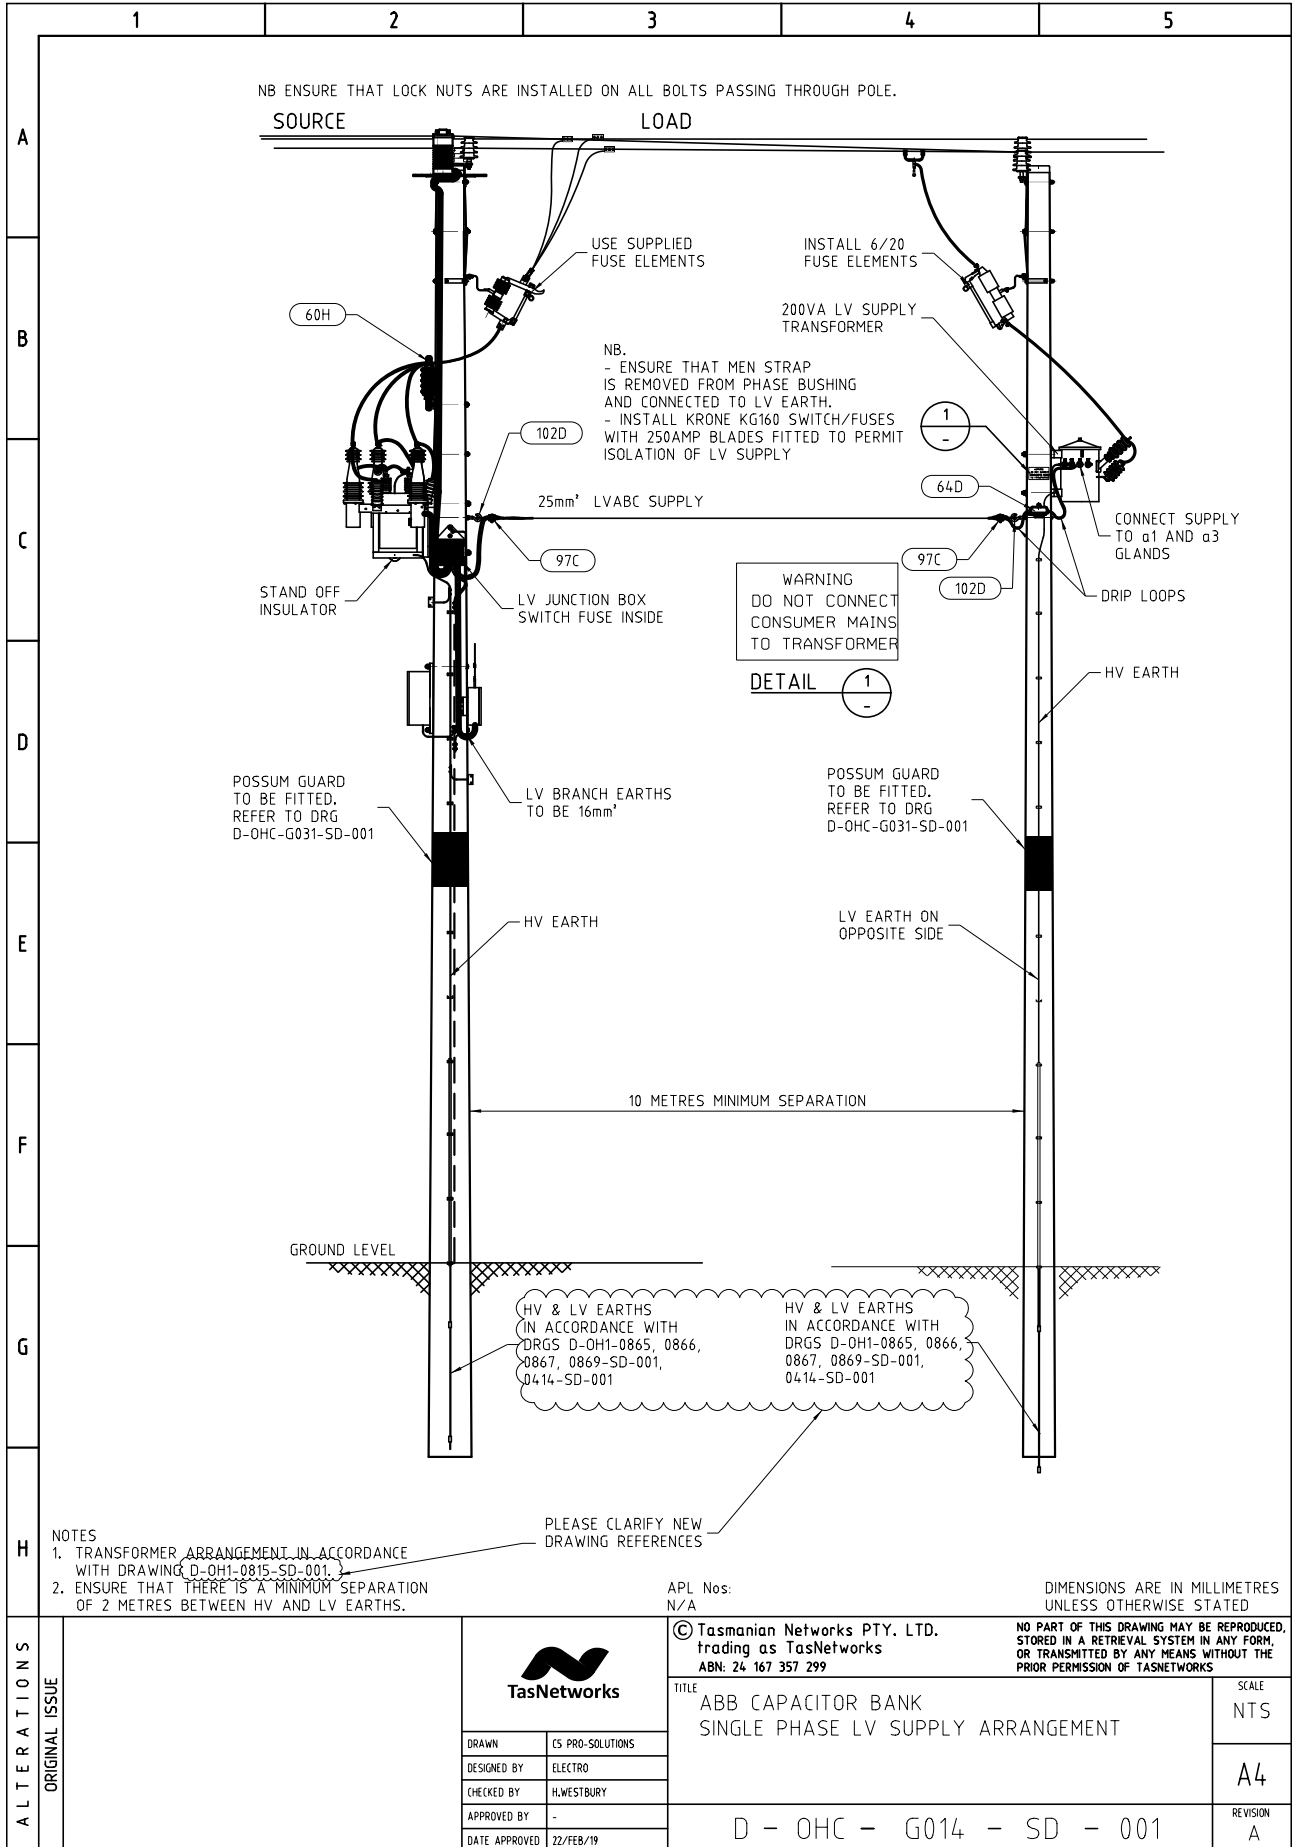 1 2 3 4 5
NB ENSURE THAT LOCK NUTS ARE INSTALLED ON ALL BOLTS PASSING THROUGH POLE.
SOURCE
LOAD
A
USE SUPPLIED
FUSE ELEMENTS
INSTALL 6/20
FUSE ELEMENTS
60H
200VA LV SUPPLY
TRANSFORMER
B
NB.
- ENSURE THAT MEN STRAP
IS REMOVED FROM PHASE BUSHING
AND CONNECTED TO LV EARTH.
- INSTALL KRONE KG160 SWITCH/FUSES
WITH 250AMP BLADES FITTED TO PERMIT
ISOLATION OF LV SUPPLY
1
-
102D
64D
25mm² LVABC SUPPLY
C
CONNECT SUPPLY
TO a1 AND a3
GLANDS
97C
97C
102D
DRIP LOOPS
STAND OFF
INSULATOR
LV JUNCTION BOX
SWITCH FUSE INSIDE
WARNING
DO NOT CONNECT
CONSUMER MAINS
TO TRANSFORMER
DETAIL
1
-
HV EARTH
D
POSSUM GUARD
TO BE FITTED.
REFER TO DRG
D-OHC-G031-SD-001
LV BRANCH EARTHS
TO BE 16mm²
POSSUM GUARD
TO BE FITTED.
REFER TO DRG
D-OHC-G031-SD-001
E
HV EARTH
LV EARTH ON
OPPOSITE SIDE
10 METRES MINIMUM SEPARATION
F
GROUND LEVEL
G
HV & LV EARTHS
IN ACCORDANCE WITH
DRGS D-OH1-0865, 0866,
0867, 0869-SD-001,
0414-SD-001
HV & LV EARTHS
IN ACCORDANCE WITH
DRGS D-OH1-0865, 0866,
0867, 0869-SD-001,
0414-SD-001
PLEASE CLARIFY NEW
DRAWING REFERENCES
H
NOTES
1. TRANSFORMER ARRANGEMENT IN ACCORDANCE
WITH DRAWING D-OH1-0815-SD-001.
2. ENSURE THAT THERE IS A MINIMUM SEPARATION
OF 2 METRES BETWEEN HV AND LV EARTHS.
APL Nos:
N/A
DIMENSIONS ARE IN MILLIMETRES
UNLESS OTHERWISE STATED
ALTERATIONS
ORIGINAL ISSUE
TasNetworks
© Tasmanian Networks PTY. LTD.
trading as TasNetworks
ABN: 24 167 357 299
NO PART OF THIS DRAWING MAY BE REPRODUCED,
STORED IN A RETRIEVAL SYSTEM IN ANY FORM,
OR TRANSMITTED BY ANY MEANS WITHOUT THE
PRIOR PERMISSION OF TASNETWORKS
TITLE
ABB CAPACITOR BANK
SINGLE PHASE LV SUPPLY ARRANGEMENT
SCALE
NTS
A4
DRAWN C5 PRO-SOLUTIONS
DESIGNED BY ELECTRO
CHECKED BY H.WESTBURY
APPROVED BY -
DATE APPROVED 22/FEB/19
D - OHC - G014 - SD - 001
REVISION
A